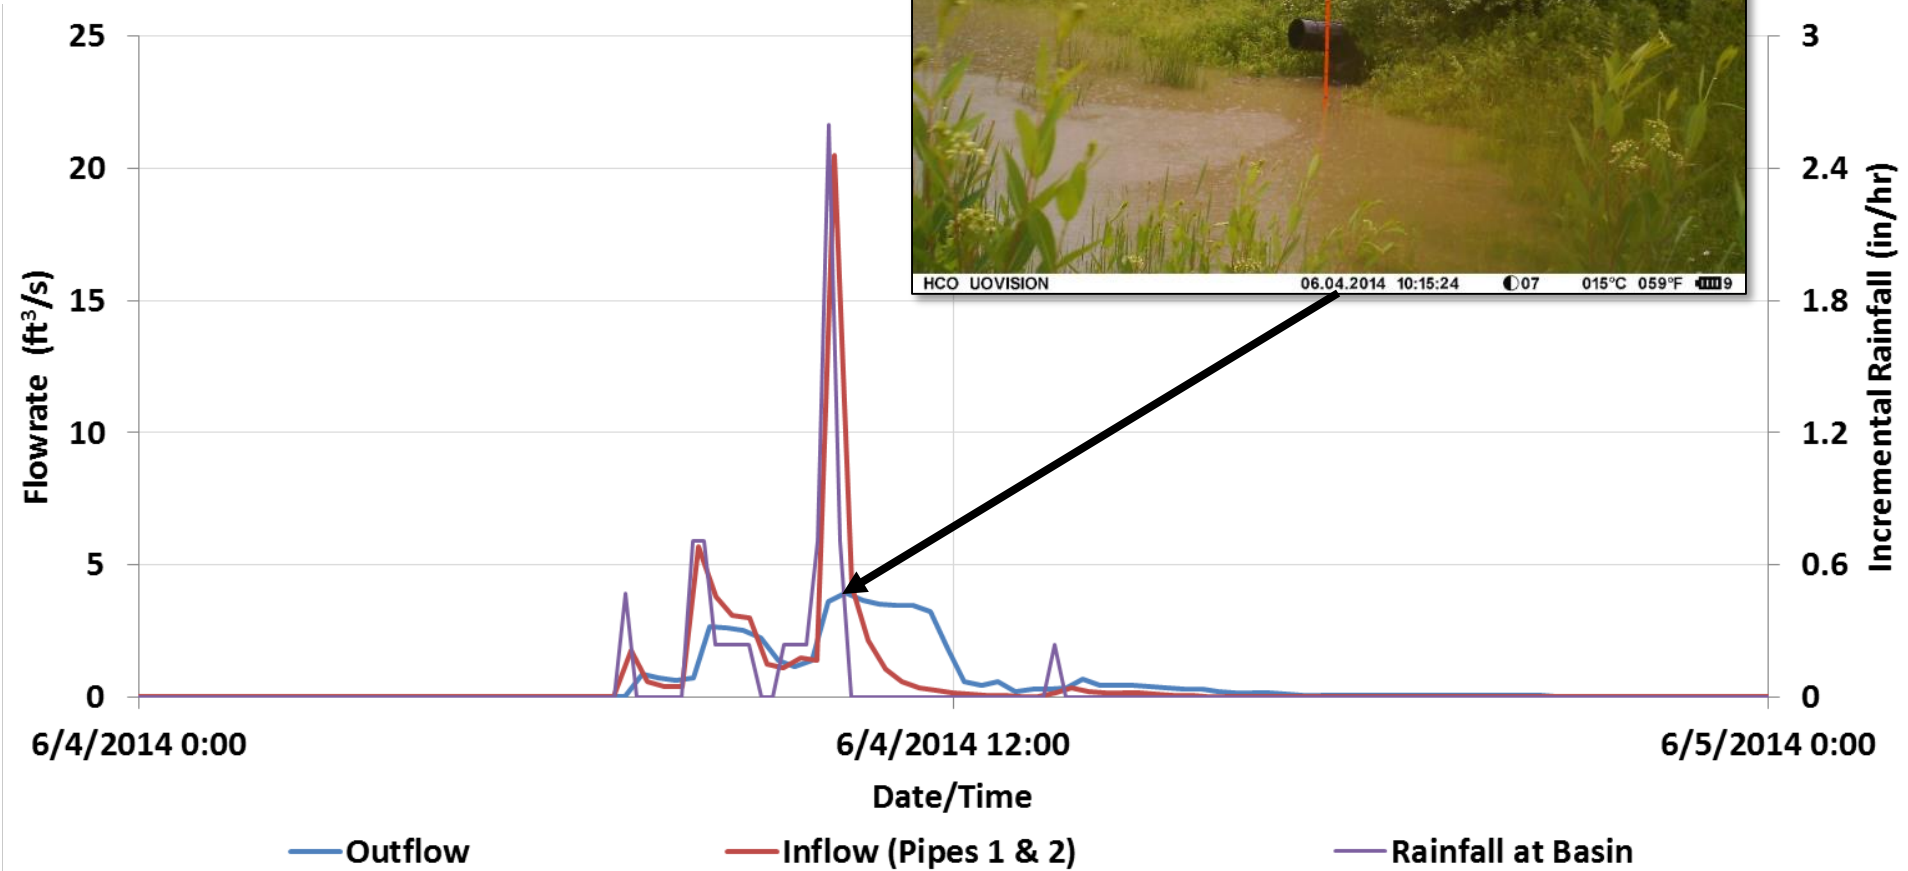 25
20
15
10
5
0
Flowrate (ft³/s)
3
2.4
1.8
1.2
0.6
0
Incremental Rainfall (in/hr)
HCO UOVISION 06.04.2014 10:15:24 07 015°C 059°F 9
6/4/2014 0:00 6/4/2014 12:00 6/5/2014 0:00
Date/Time
Outflow Inflow (Pipes 1 & 2) Rainfall at Basin